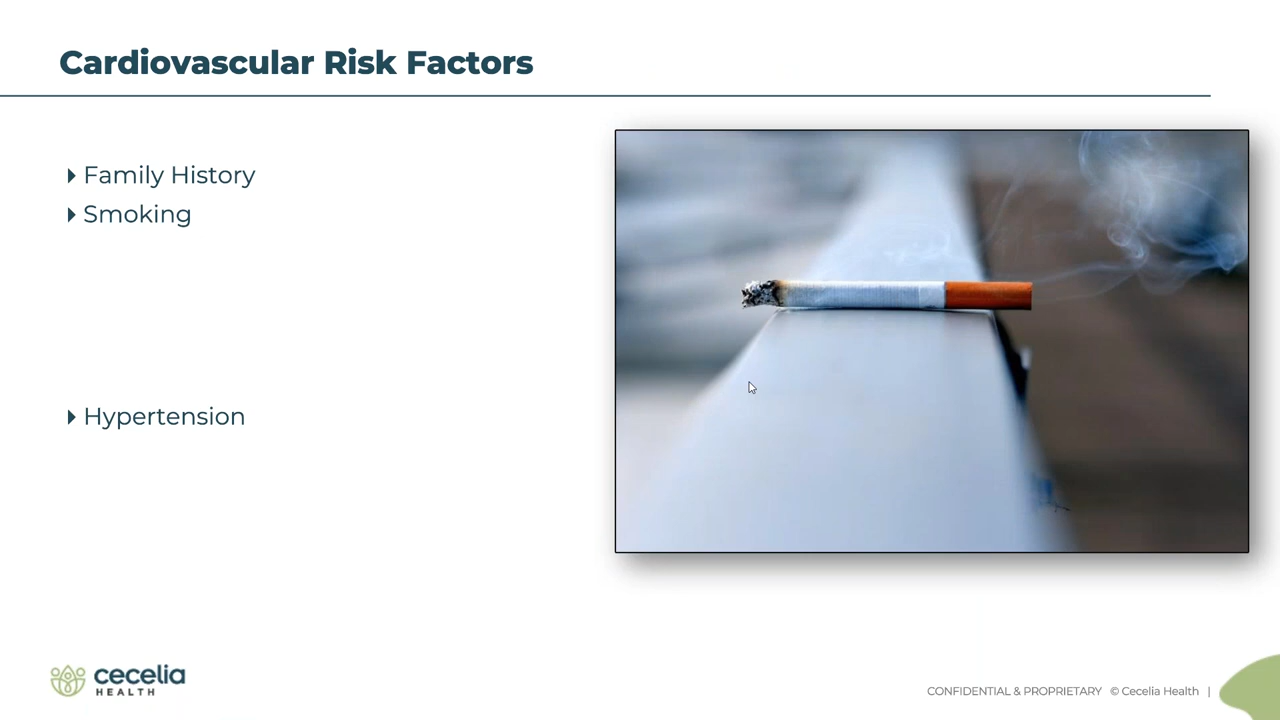 Cardiovascular Risk Factors
Family History
Smoking
Hypertension
cecelia
HEALTH
CONFIDENTIAL & PROPRIETARY © Cecelia Health |